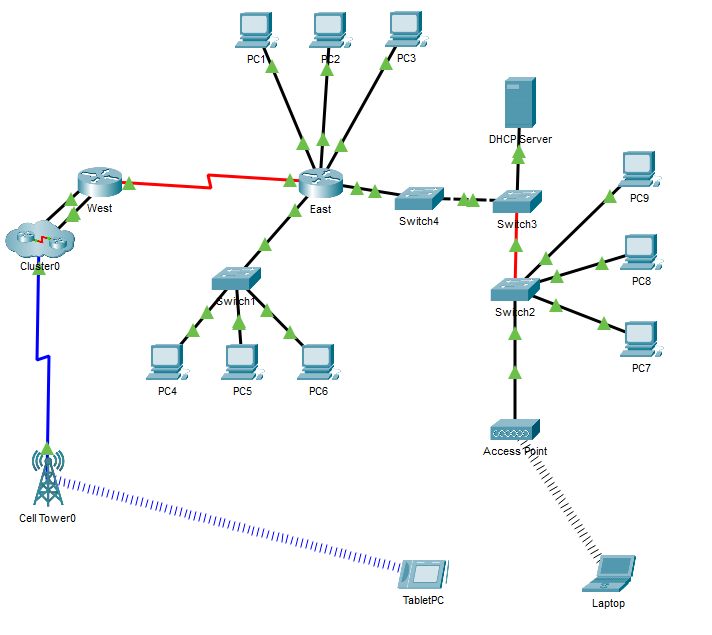 PC1
PC2
PC3
DHCP Server
PC9
West
East
Switch4
Switch3
Cluster0
PC8
Switch1
Switch2
PC7
PC4
PC5
PC6
Access Point
Cell Tower0
TabletPC
Laptop